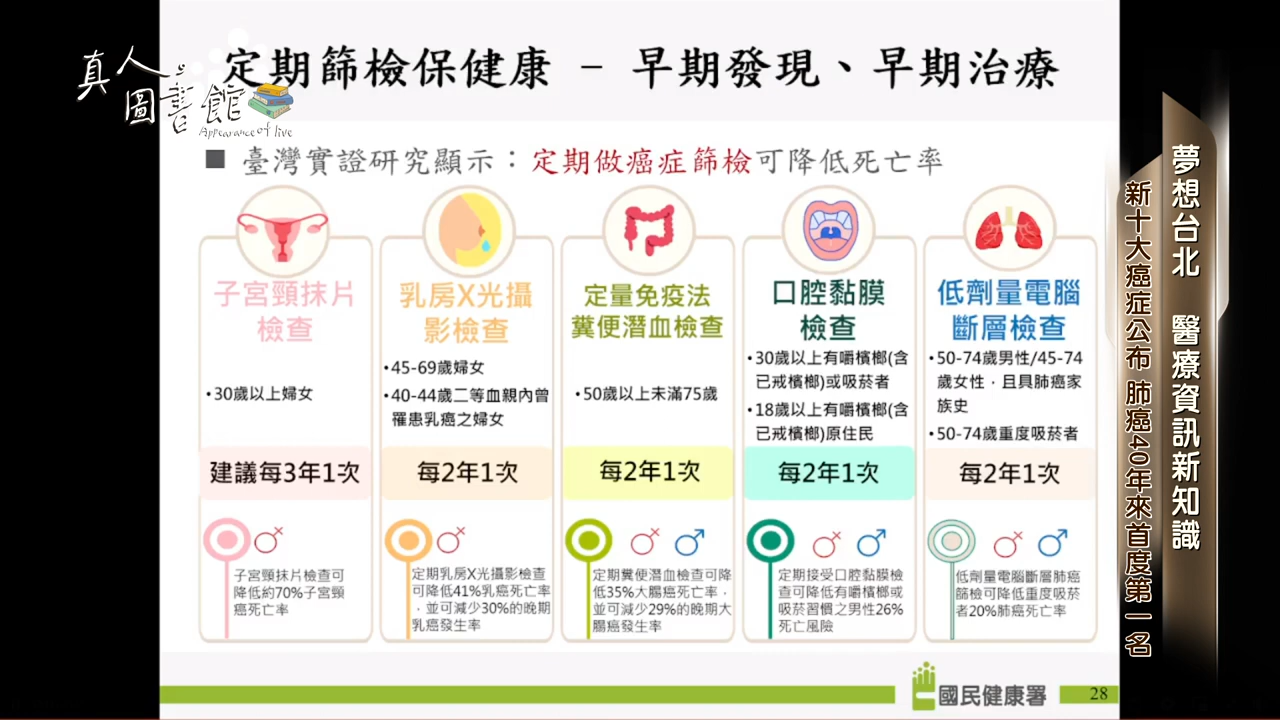 真人圖書館
Appearance of live
定期篩檢保健康 – 早期發現、早期治療
■ 臺灣實證研究顯示：定期做癌症篩檢可降低死亡率
子宮頸抹片
檢查
•30歲以上婦女
建議每3年1次
子宮頸抹片檢查可
降低約70%子宮頸
癌死亡率
乳房X光攝
影檢查
•45-69歲婦女
•40-44歲二等血親內曾
罹患乳癌之婦女
每2年1次
定期乳房X光攝影檢查
可降低41%乳癌死亡率
，並可減少30%的晚期
乳癌發生率
定量免疫法
糞便潛血檢查
•50歲以上未滿75歲
每2年1次
定期糞便潛血檢查可降
低35%大腸癌死亡率，
並可減少29%的晚期大
腸癌發生率
口腔黏膜
檢查
•30歲以上有嚼檳榔(含
已戒檳榔)或吸菸者
•18歲以上有嚼檳榔(含
已戒檳榔)原住民
每2年1次
定期接受口腔黏膜檢
查可降低有嚼檳榔或
吸菸習慣之男性26%
死亡風險
低劑量電腦
斷層檢查
•50-74歲男性/45-74
歲女性，且具肺癌家
族史
•50-74歲重度吸菸者
每2年1次
低劑量電腦斷層肺癌
篩檢可降低重度吸菸
者20%肺癌死亡率
國民健康署
28
夢想台北 醫療資訊新知識
新十大癌症公布 肺癌40年來首度第一名